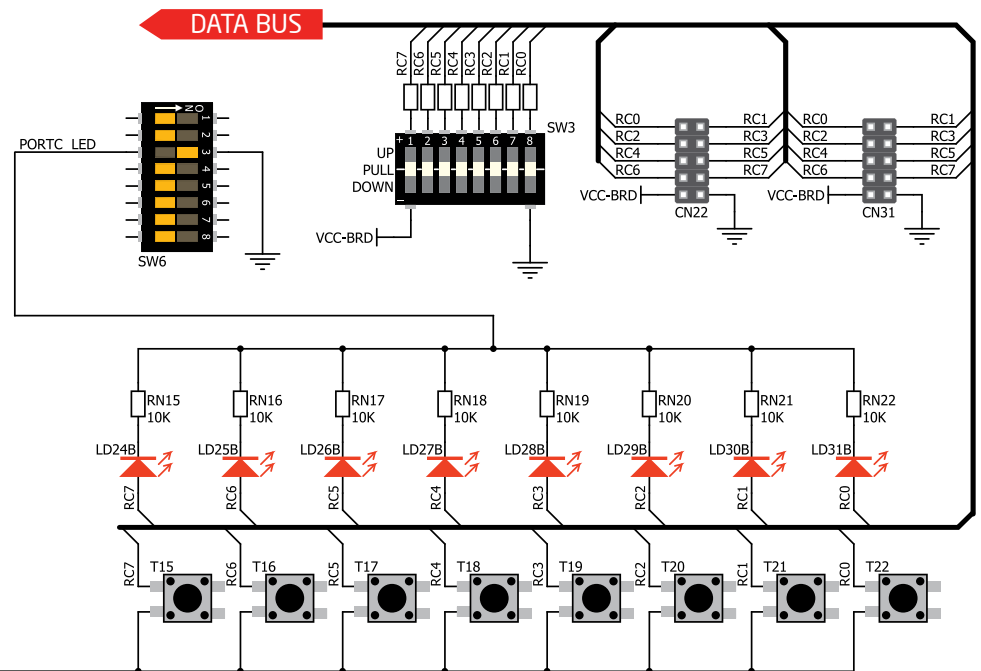 DATA BUS
RC7 RC6 RC5 RC4 RC3 RC2 RC1 RC0
SW3
+ 1 2 3 4 5 6 7 8
UP
PULL
DOWN
−
VCC-BRD
ON
1
2
3
4
5
6
7
8
SW6
PORTC LED
RC0 RC1 RC0 RC1
RC2 RC3 RC2 RC3
RC4 RC5 RC4 RC5
RC6 RC7 RC6 RC7
VCC-BRD VCC-BRD
CN22 CN31
RN15 RN16 RN17 RN18 RN19 RN20 RN21 RN22
10K 10K 10K 10K 10K 10K 10K 10K
LD24B LD25B LD26B LD27B LD28B LD29B LD30B LD31B
RC7 RC6 RC5 RC4 RC3 RC2 RC1 RC0
T15 T16 T17 T18 T19 T20 T21 T22
RC7 RC6 RC5 RC4 RC3 RC2 RC1 RC0